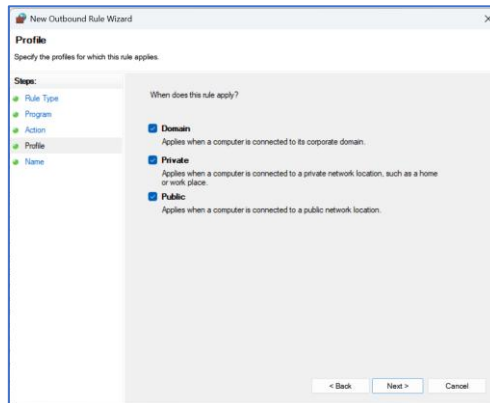 New Outbound Rule Wizard
Profile
Specify the profiles for which this rule applies.
Steps:
Rule Type
Program
Action
Profile
Name
When does this rule apply?
Domain
Applies when a computer is connected to its corporate domain.
Private
Applies when a computer is connected to a private network location, such as a home
or work place.
Public
Applies when a computer is connected to a public network location.
< Back
Next >
Cancel